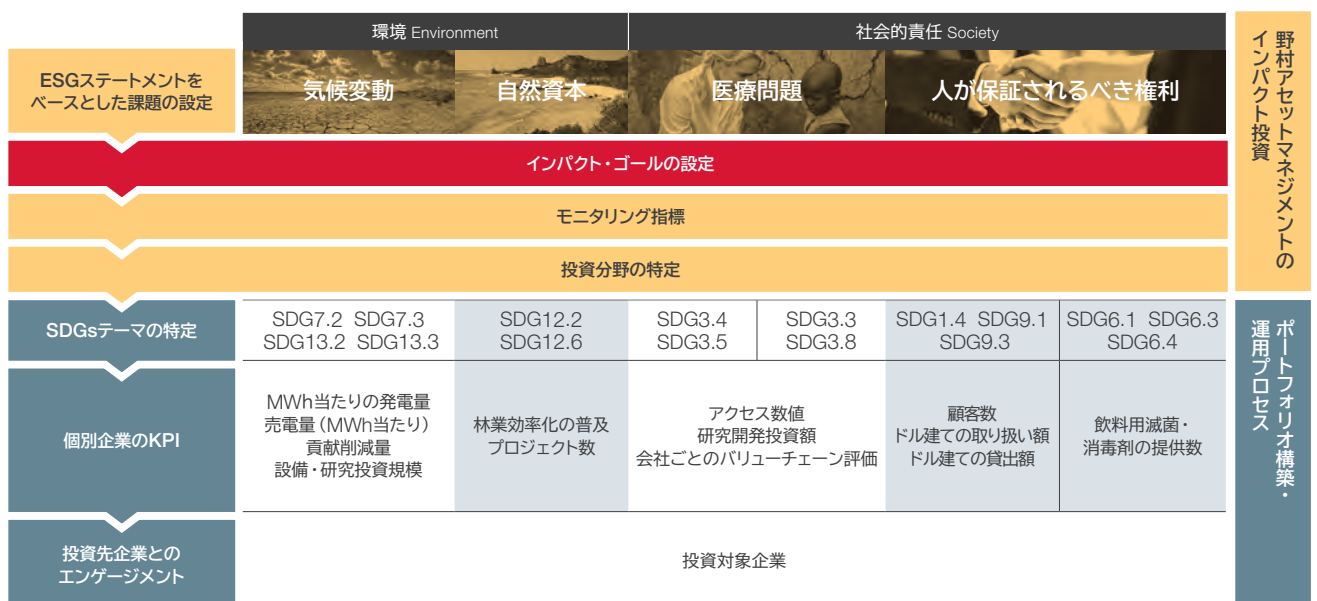 環境 Environment
社会的責任 Society
ESGステートメントを
ベースとした課題の設定
気候変動
自然資本
医療問題
人が保証されるべき権利
インパクト・ゴールの設定
モニタリング指標
投資分野の特定
野村アセットマネジメントの
インパクト投資
SDGsテーマの特定
SDG7.2 SDG7.3
SDG13.2 SDG13.3
SDG12.2
SDG12.6
SDG3.4
SDG3.5
SDG3.3
SDG3.8
SDG1.4 SDG9.1
SDG9.3
SDG6.1 SDG6.3
SDG6.4
個別企業のKPI
MWh当たりの発電量
売電量（MWh当たり）
貢献削減量
設備・研究投資規模
林業効率化の普及
プロジェクト数
アクセス数値
研究開発投資額
会社ごとのバリューチェーン評価
顧客数
ドル建ての取り扱い額
ドル建ての貸出額
飲料用滅菌・
消毒剤の提供数
投資先企業との
エンゲージメント
投資対象企業
ポートフォリオ構築・
運用プロセス